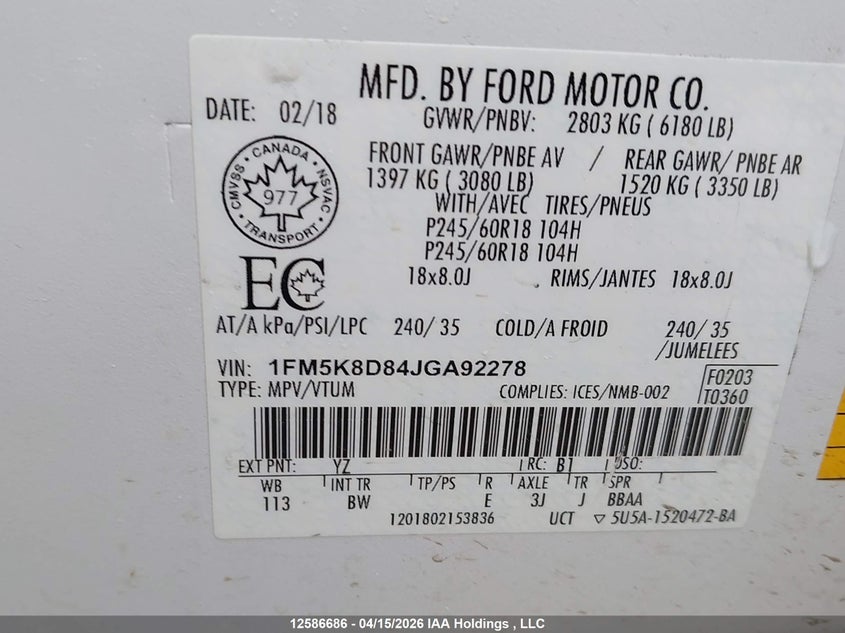 MFD. BY FORD MOTOR CO.
DATE: 02/18
GVWR/PNBV: 2803 KG ( 6180 LB)
FRONT GAWR/PNBE AV / REAR GAWR/ PNBE AR
1397 KG ( 3080 LB) 1520 KG ( 3350 LB)
WITH/AVEC TIRES/PNEUS
P245/60R18 104H
P245/60R18 104H
18x8.0J RIMS/JANTES 18x8.0J
CANADA
CMVSS · NSVAC
977
TRANSPORT
EC
AT/A kPa/PSI/LPC 240/ 35 COLD/A FROID 240/ 35
/JUMELEES
VIN: 1FM5K8D84JGA92278
TYPE: MPV/VTUM COMPLIES: ICES/NMB-002
F0203
T0360
EXT PNT: YZ RC: B1 DSO:
WB INT TR TP/PS R AXLE TR SPR
113 BW E 3J J BBAA
1201802153836 UCT ▽ 5U5A-1520472-BA
12586686 - 04/15/2026 IAA Holdings , LLC